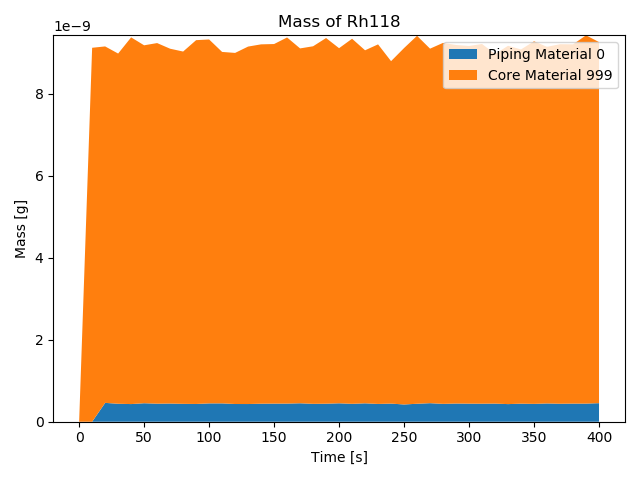 Mass of Rh118
1e−9
Piping Material 0
Core Material 999
8
6
4
2
0
Mass [g]
0 50 100 150 200 250 300 350 400
Time [s]